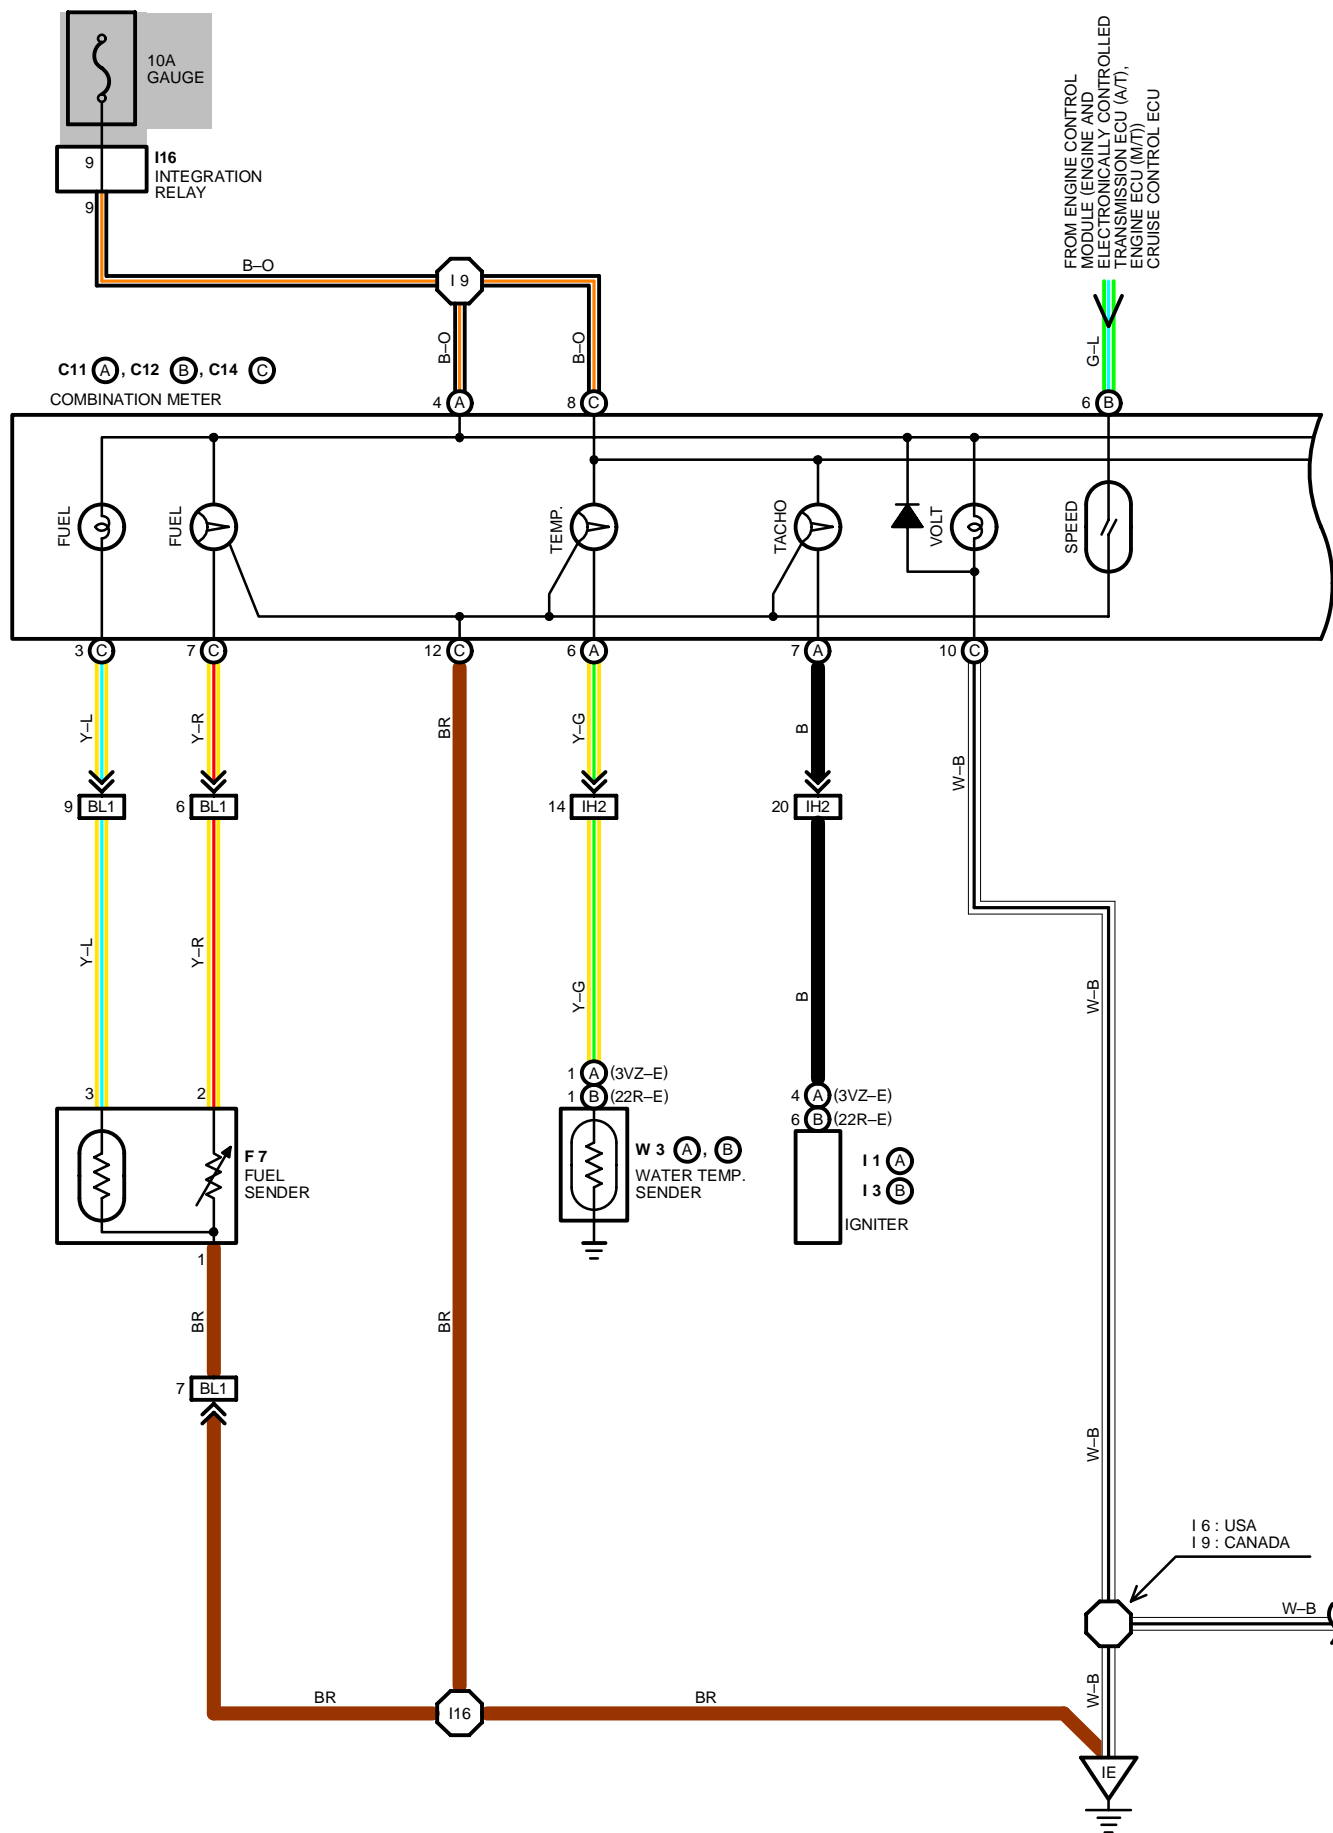 10A
GAUGE
9
I16
INTEGRATION
RELAY
9
B–O
I 9
B–O
B–O
FROM ENGINE CONTROL
MODULE (ENGINE AND
ELECTRONICALLY CONTROLLED
TRANSMISSION ECU (A/T),
ENGINE ECU (M/T))
CRUISE CONTROL ECU
G–L
C11 A, C12 B, C14 C
COMBINATION METER
4 A
8 C
6 B
FUEL
FUEL
TEMP.
TACHO
VOLT
SPEED
3 C
7 C
12 C
6 A
7 A
10 C
Y–L
Y–R
BR
Y–G
B
W–B
9 BL1
6 BL1
14 IH2
20 IH2
Y–L
Y–R
Y–G
B
W–B
3
2
1 A (3VZ–E)
1 B (22R–E)
4 A (3VZ–E)
6 B (22R–E)
F 7
FUEL
SENDER
W 3 A, B
WATER TEMP.
SENDER
I 1 A
I 3 B
IGNITER
1
BR
BR
7 BL1
W–B
I 6 : USA
I 9 : CANADA
W–B
W–B
BR
I16
BR
IE